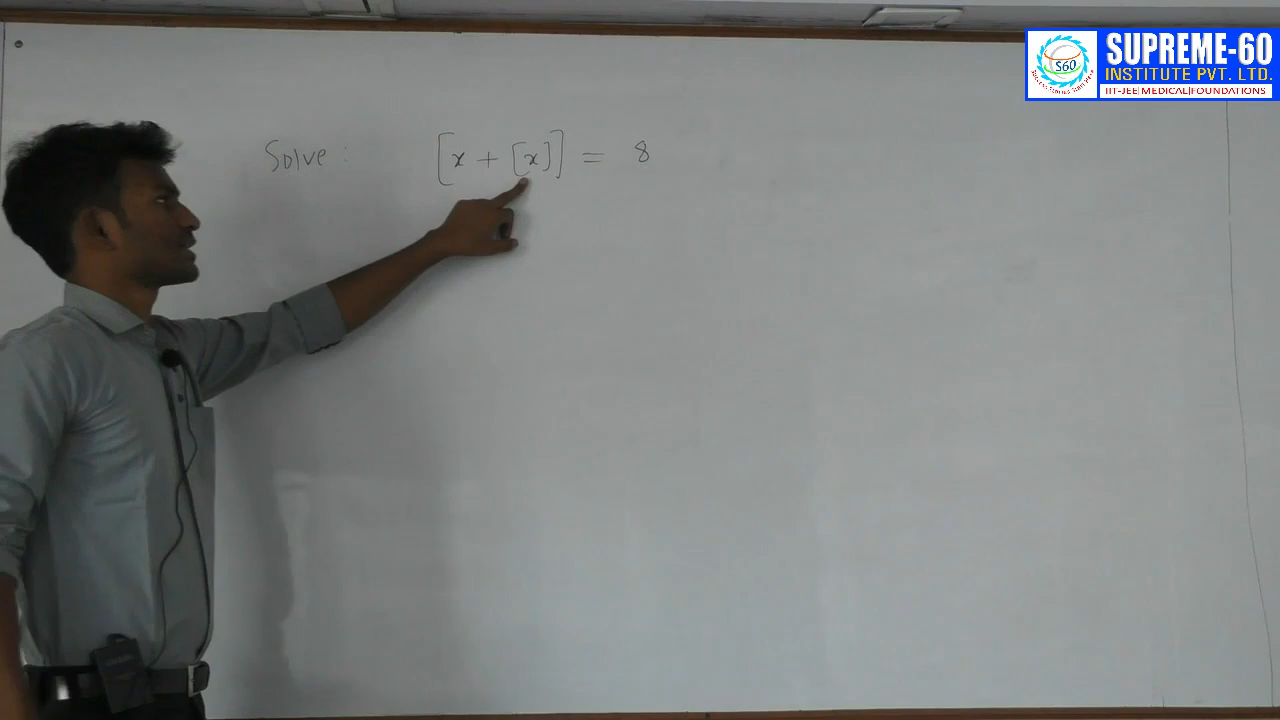 SUPREME-60
INSTITUTE PVT. LTD.
IIT-JEE|MEDICAL|FOUNDATIONS
S60
Solve : [x + [x]] = 8